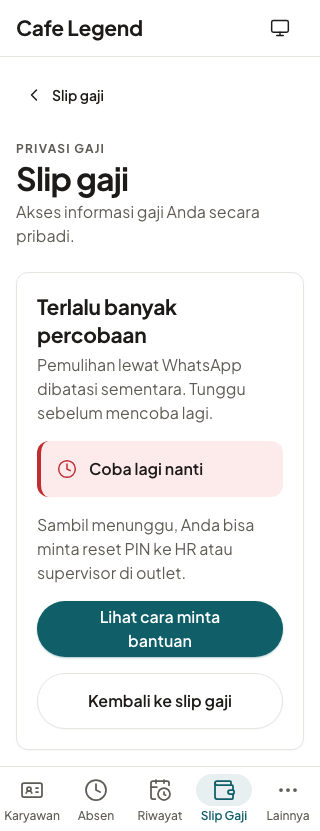 Cafe Legend
Slip gaji
PRIVASI GAJI
Slip gaji
Akses informasi gaji Anda secara
pribadi.
Terlalu banyak
percobaan
Pemulihan lewat WhatsApp
dibatasi sementara. Tunggu
sebelum mencoba lagi.
Coba lagi nanti
Sambil menunggu, Anda bisa
minta reset PIN ke HR atau
supervisor di outlet.
Lihat cara minta
bantuan
Kembali ke slip gaji
Karyawan
Absen
Riwayat
Slip Gaji
Lainnya